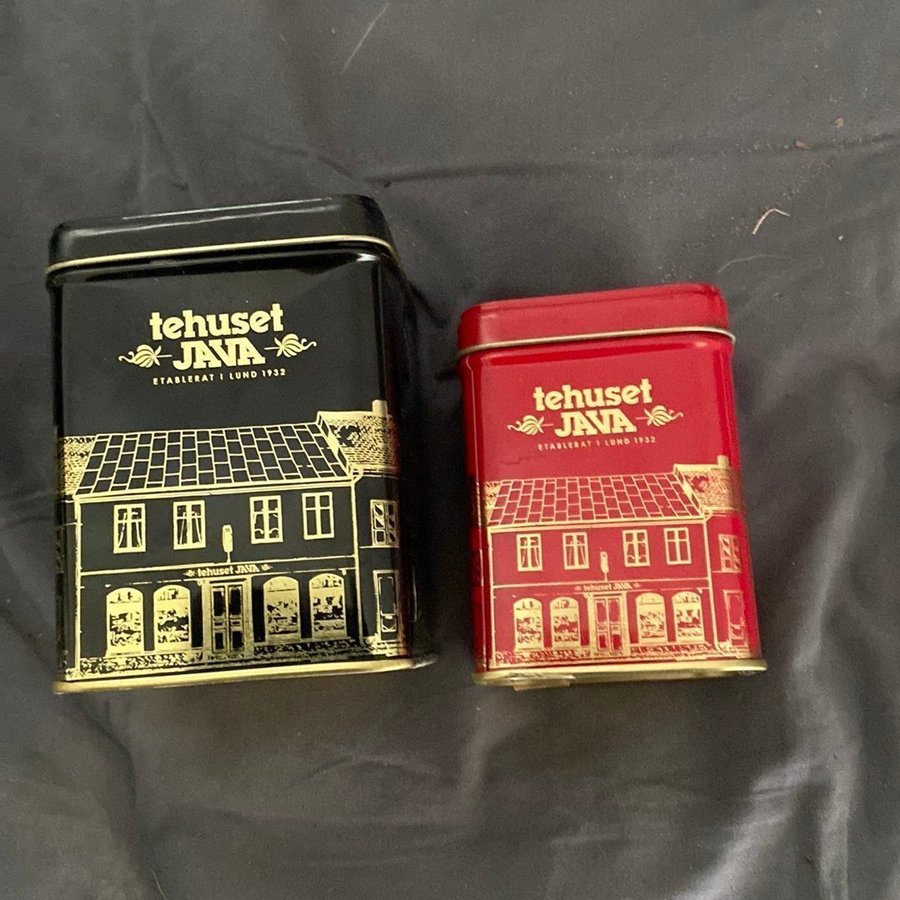 tehuset
JAVA
ETABLERAT I LUND 1932
tehuset JAVA
tehuset
JAVA
ETABLERAT I LUND 1932
tehuset JAVA